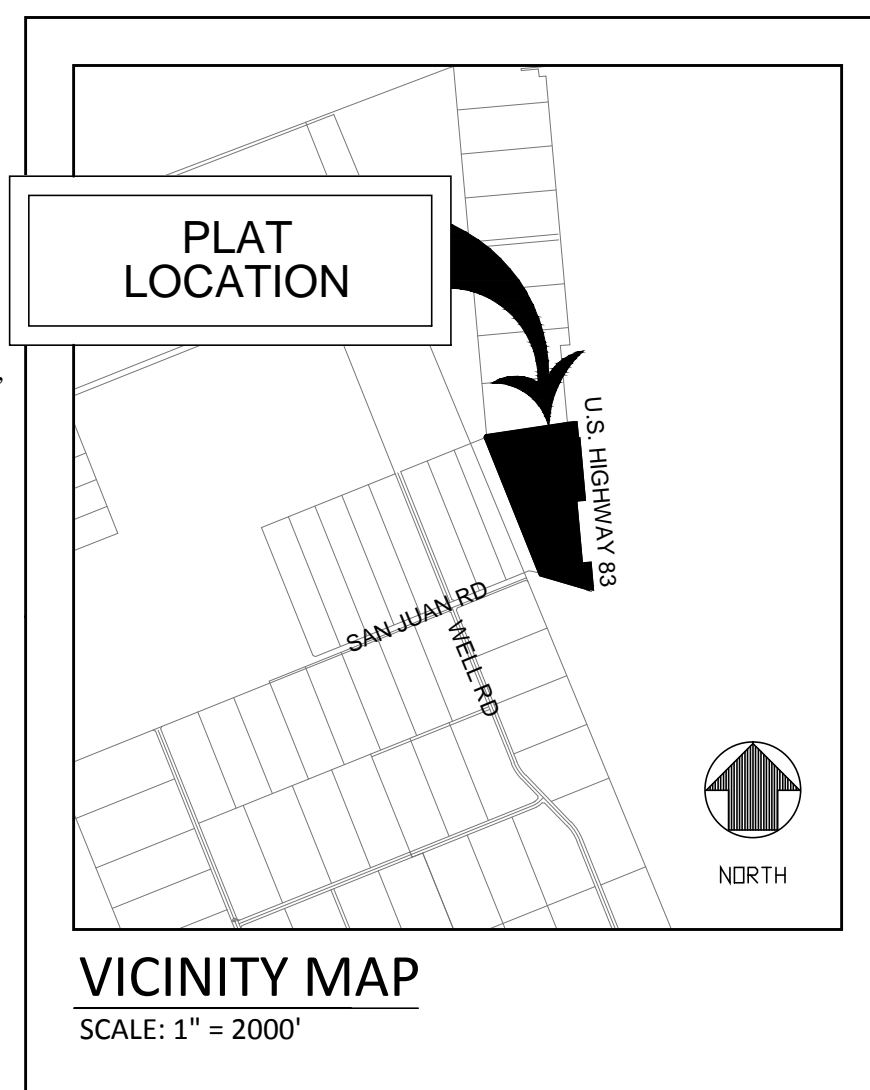 PLAT
LOCATION
,
U.S. HIGHWAY 83
SAN JUAN RD
WELL RD
NORTH
VICINITY MAP
SCALE: 1" = 2000'